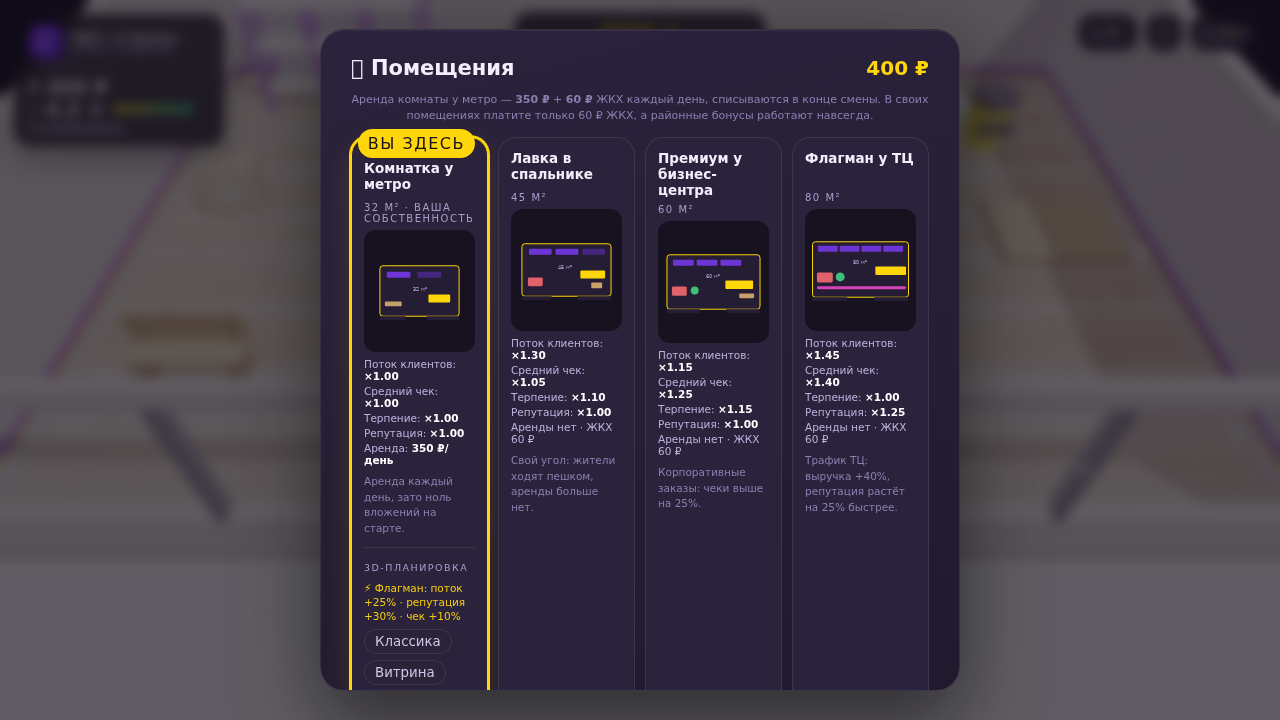 Помещения
400 ₽
Аренда комнаты у метро — 350 ₽ + 60 ₽ ЖКХ каждый день, списываются в конце смены. В своих
помещениях платите только 60 ₽ ЖКХ, а районные бонусы работают навсегда.
ВЫ ЗДЕСЬ
Комнатка у
метро
32 М² · ВАША
СОБСТВЕННОСТЬ
32 m²
Поток клиентов:
×1.00
Средний чек:
×1.00
Терпение: ×1.00
Репутация: ×1.00
Аренда: 350 ₽/
день
Аренда каждый
день, зато ноль
вложений на
старте.
3D-ПЛАНИРОВКА
⚡ Флагман: поток
+25% · репутация
+30% · чек +10%
Классика
Витрина
Лавка в
спальнике
45 М²
45 m²
Поток клиентов:
×1.30
Средний чек:
×1.05
Терпение: ×1.10
Репутация: ×1.00
Аренды нет · ЖКХ
60 ₽
Свой угол: жители
ходят пешком,
аренды больше
нет.
Премиум у
бизнес-
центра
60 М²
60 m²
Поток клиентов:
×1.15
Средний чек:
×1.25
Терпение: ×1.15
Репутация: ×1.00
Аренды нет · ЖКХ
60 ₽
Корпоративные
заказы: чеки выше
на 25%.
Флагман у ТЦ
80 М²
80 m²
Поток клиентов:
×1.45
Средний чек:
×1.40
Терпение: ×1.00
Репутация: ×1.25
Аренды нет · ЖКХ
60 ₽
Трафик ТЦ:
выручка +40%,
репутация растёт
на 25% быстрее.